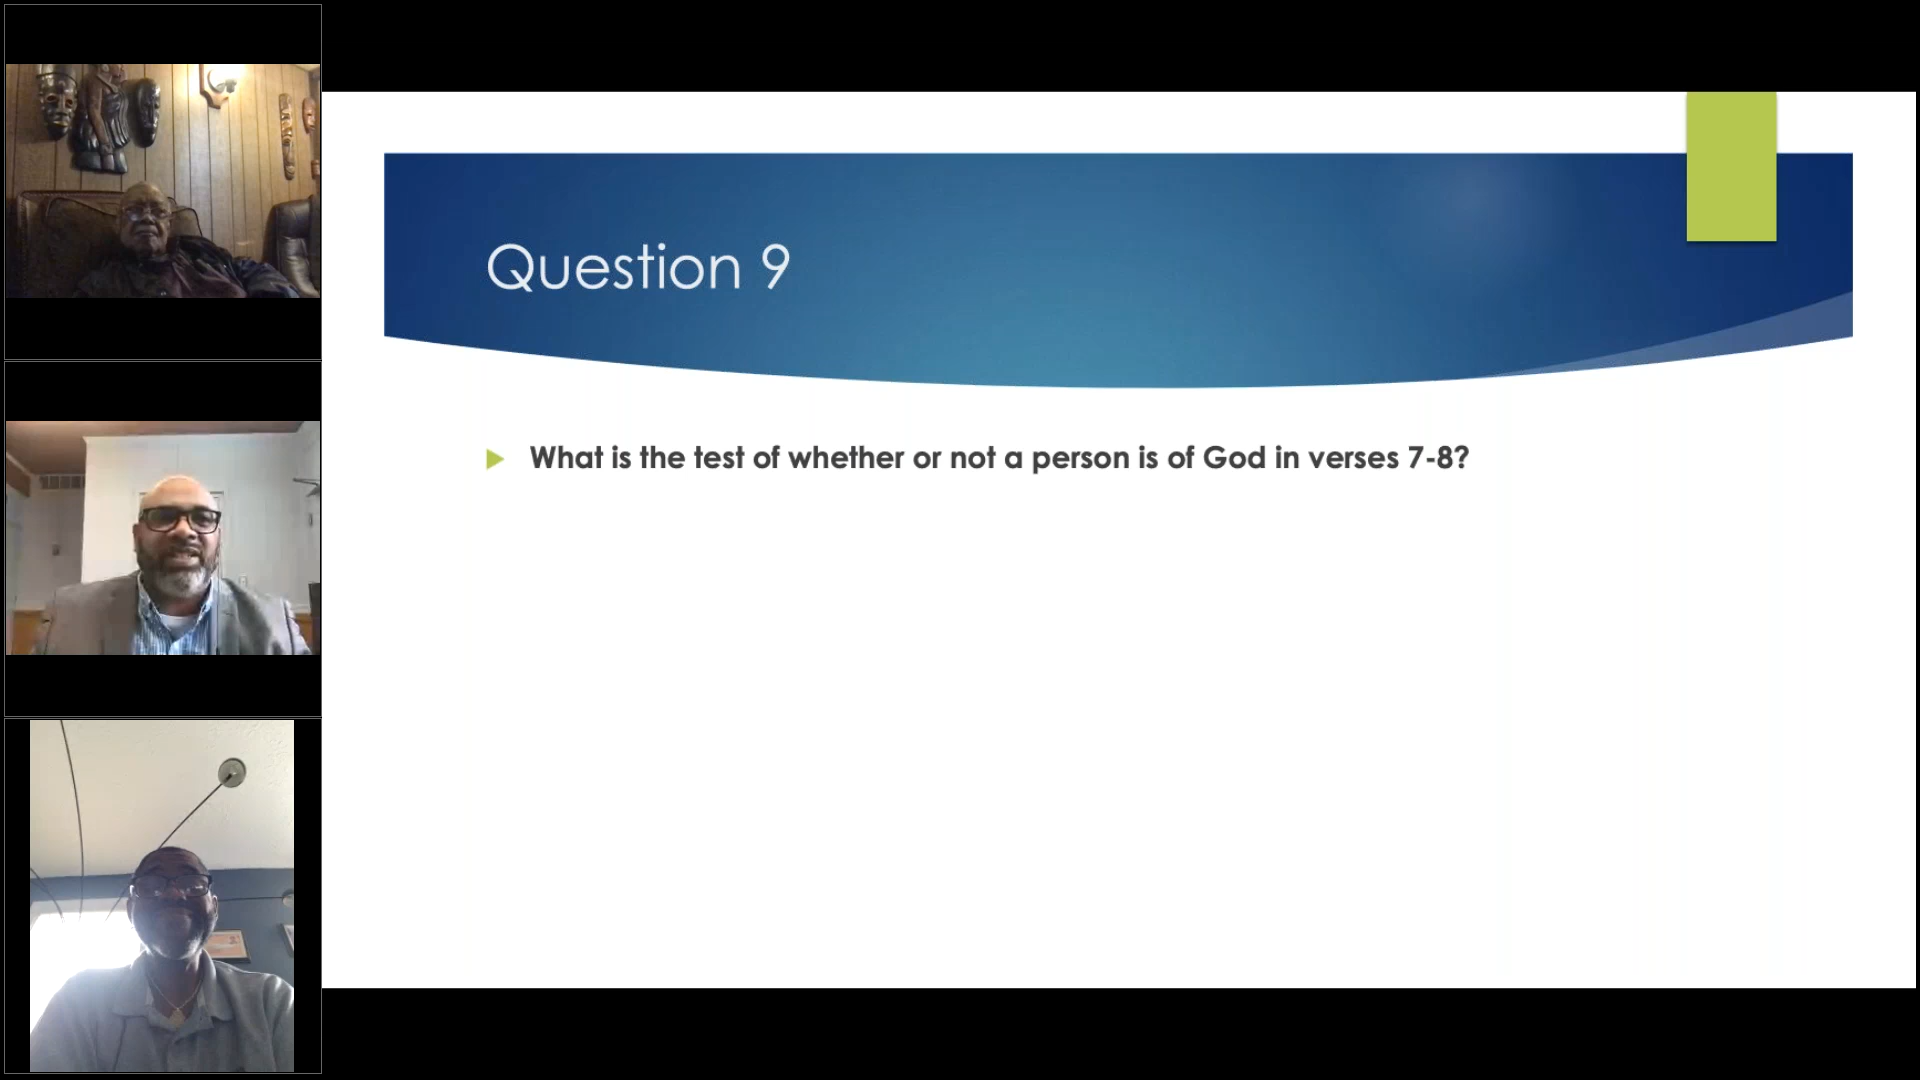 Question 9
What is the test of whether or not a person is of God in verses 7-8?